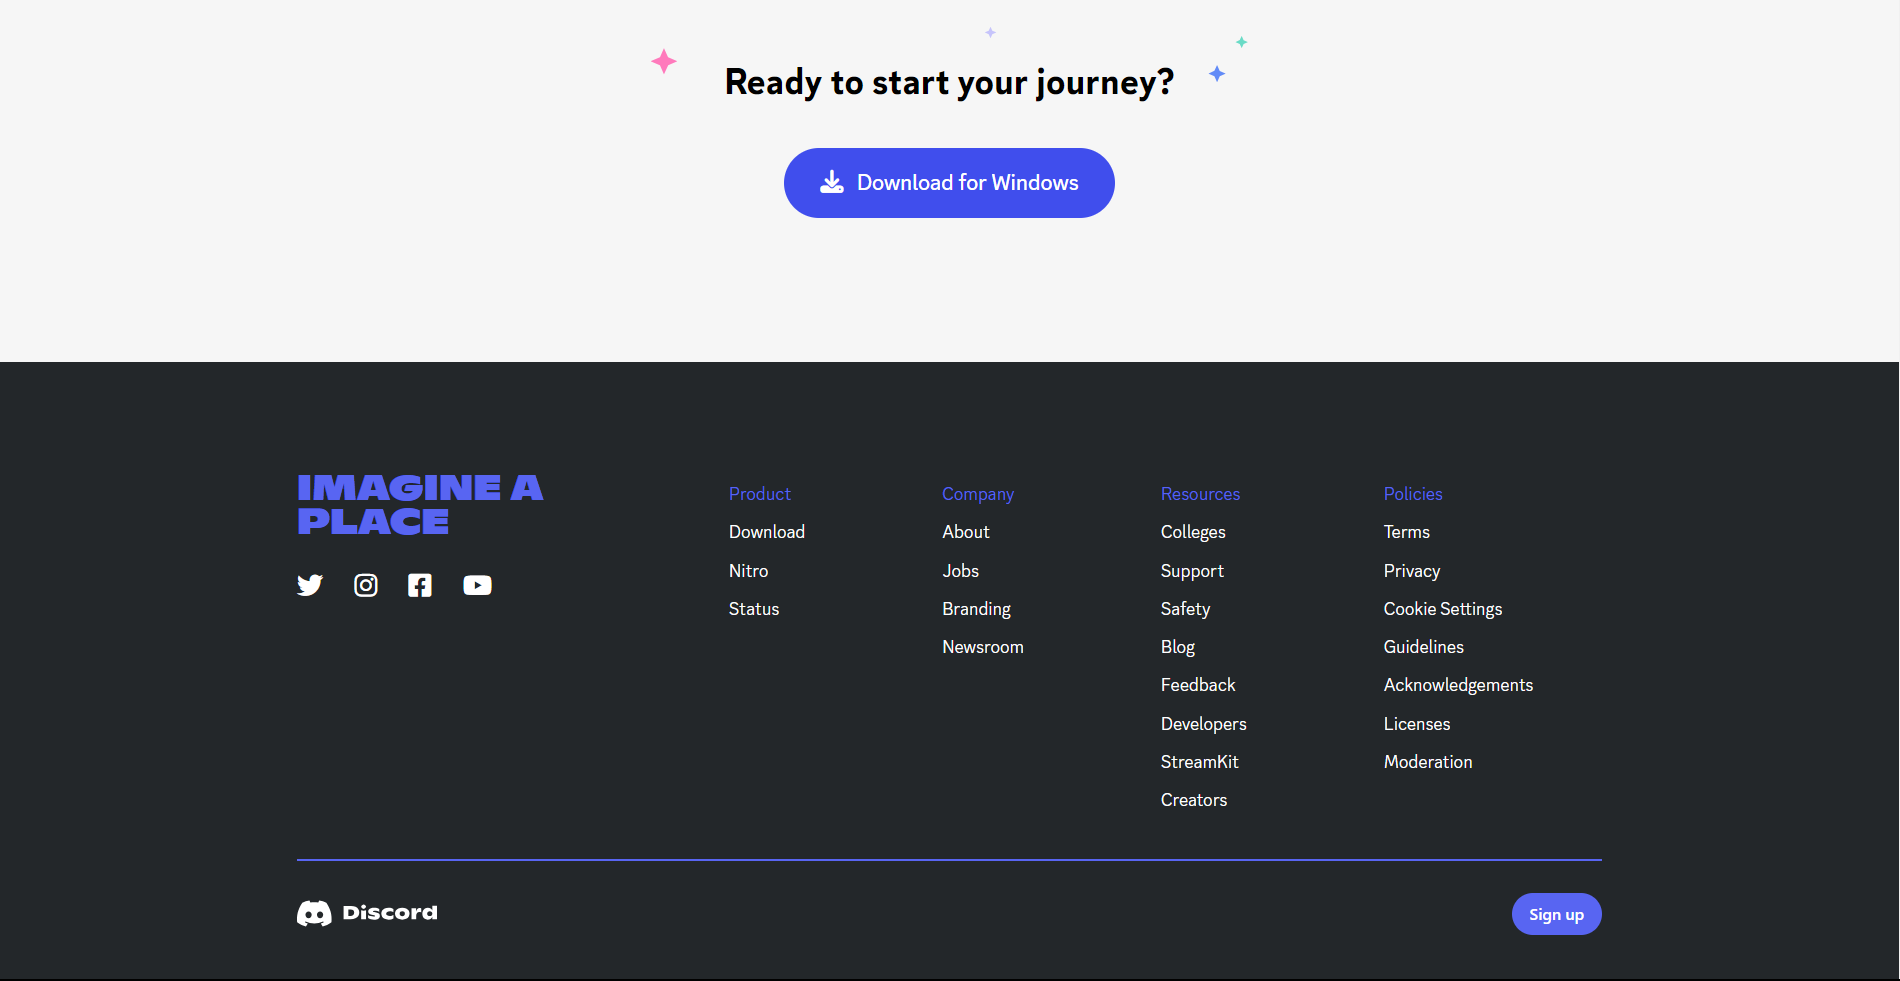 Ready to start your journey?
Download for Windows
IMAGINE A
PLACE
Product
Download
Nitro
Status
Company
About
Jobs
Branding
Newsroom
Resources
Colleges
Support
Safety
Blog
Feedback
Developers
StreamKit
Creators
Policies
Terms
Privacy
Cookie Settings
Guidelines
Acknowledgements
Licenses
Moderation
Discord
Sign up